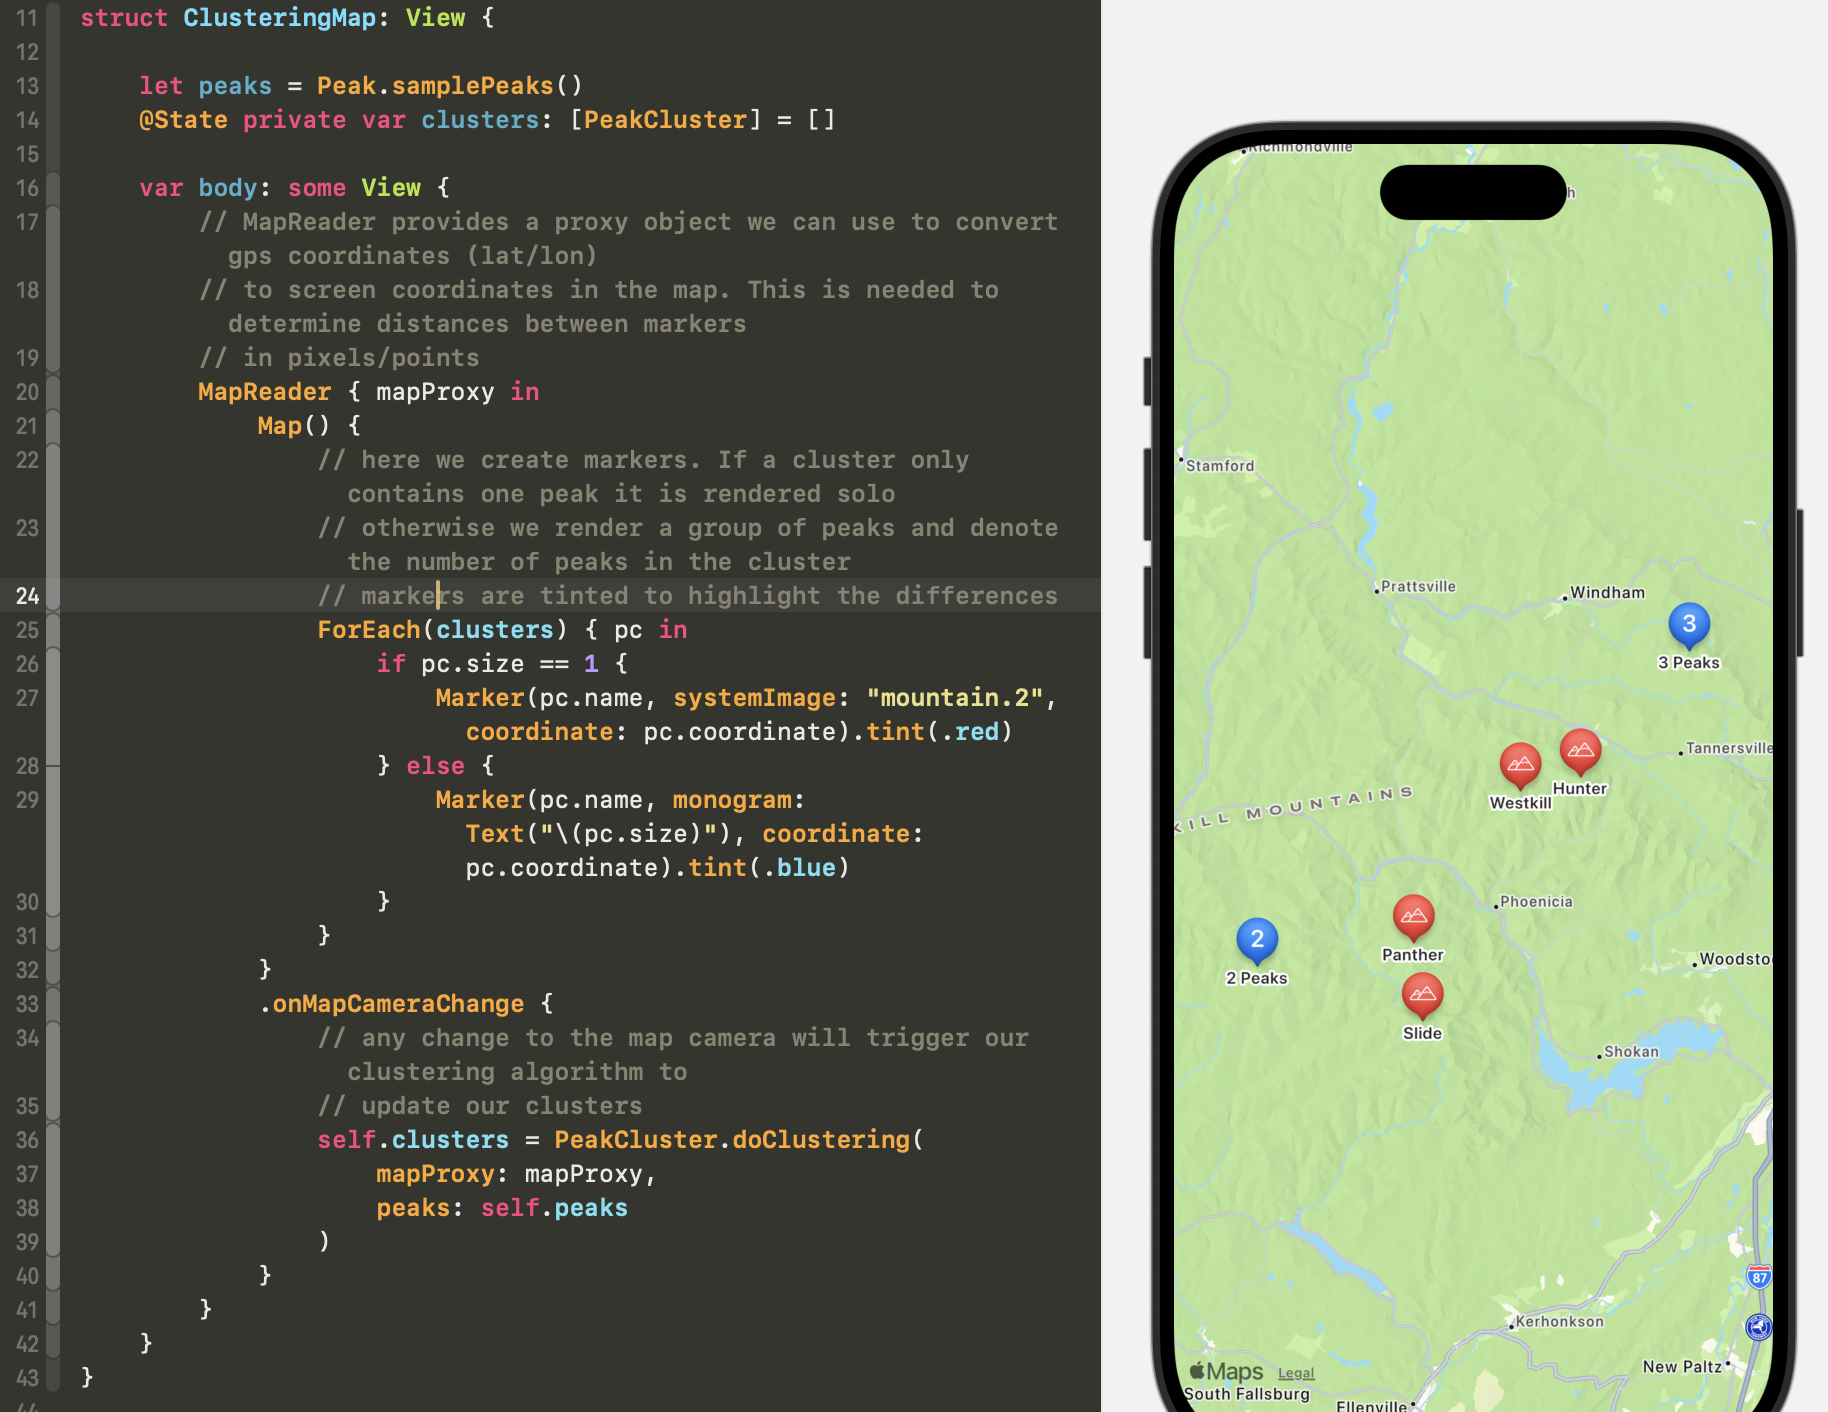 11 struct ClusteringMap: View {
12
13 let peaks = Peak.samplePeaks()
14 @State private var clusters: [PeakCluster] = []
15
16 var body: some View {
17 // MapReader provides a proxy object we can use to convert
gps coordinates (lat/lon)
18 // to screen coordinates in the map. This is needed to
determine distances between markers
19 // in pixels/points
20 MapReader { mapProxy in
21 Map() {
22 // here we create markers. If a cluster only
contains one peak it is rendered solo
23 // otherwise we render a group of peaks and denote
the number of peaks in the cluster
24 // markers are tinted to highlight the differences
25 ForEach(clusters) { pc in
26 if pc.size == 1 {
27 Marker(pc.name, systemImage: "mountain.2",
coordinate: pc.coordinate).tint(.red)
28 } else {
29 Marker(pc.name, monogram:
Text("\(pc.size)"), coordinate:
pc.coordinate).tint(.blue)
30 }
31 }
32 }
33 .onMapCameraChange {
34 // any change to the map camera will trigger our
clustering algorithm to
35 // update our clusters
36 self.clusters = PeakCluster.doClustering(
37 mapProxy: mapProxy,
38 peaks: self.peaks
39 )
40 }
41 }
42 }
43 }
Richmondville
h
Stamford
Prattsville
Windham
3
3 Peaks
Tannersville
Westkill
Hunter
KILL MOUNTAINS
Phoenicia
Panther
2
2 Peaks
Woodsto
Slide
Shokan
87
Kerhonkson
New Paltz
Maps Legal
South Fallsburg
Ellenville